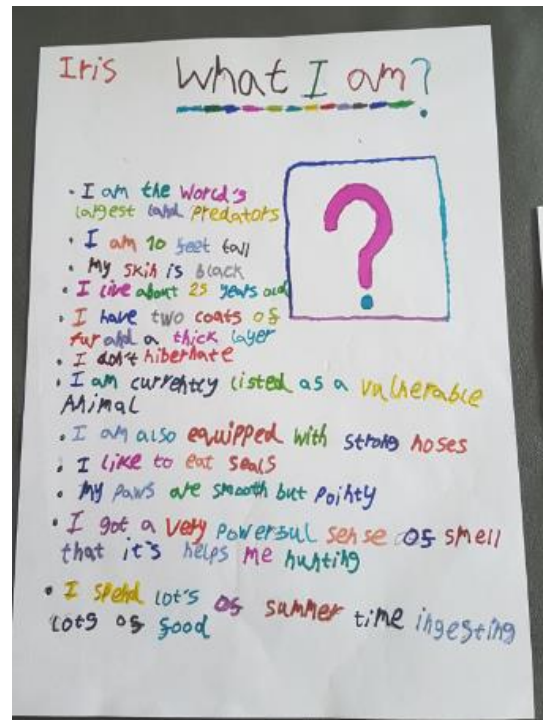 Iris
What I am?
• I am the world's
largest land predators
?
• I am 10 feet tall
• My skin is black
• I live about 25 years old
• I have two coats of
fur and a thick layer
• I don't hibernate
• I am currently listed as a vulnerable
Animal
• I am also equipped with strong noses
• I like to eat seals
• My paws are smooth but pointy
• I got a very powerful sense of smell
that it's helps me hunting
• I spend lot's of summer time ingesting
lots of food